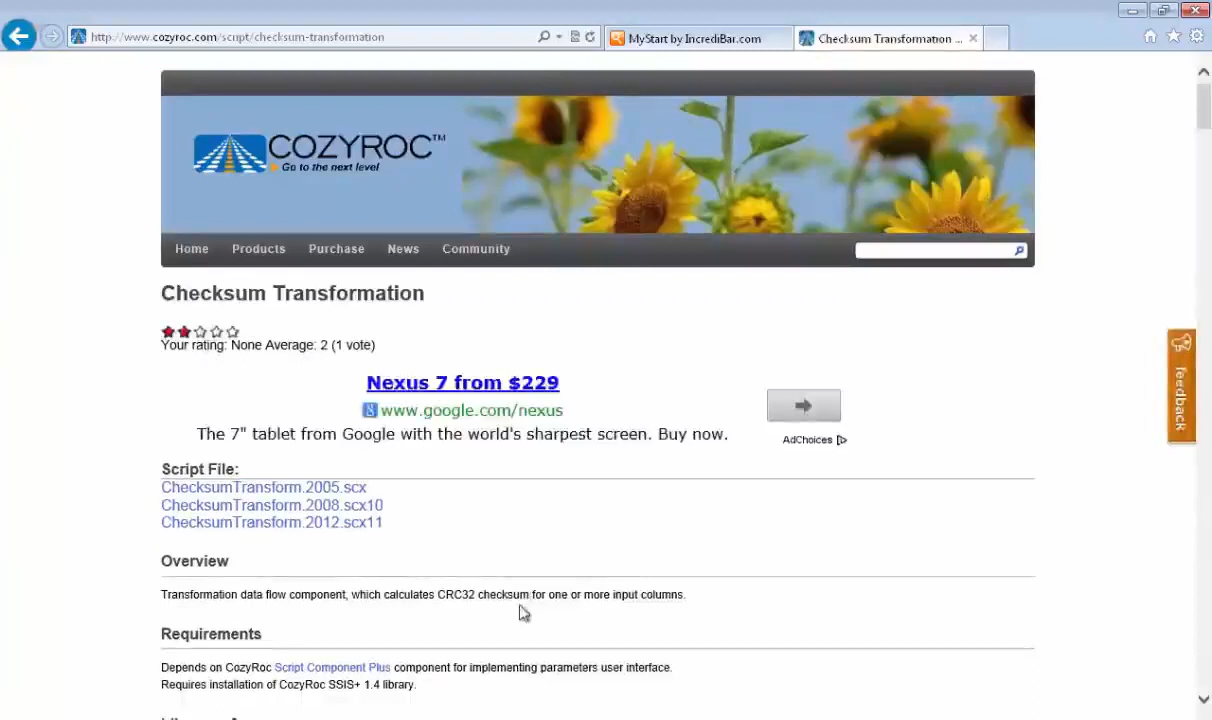 http://www.cozyroc.com/script/checksum-transformation
MyStart by IncrediBar.com
Checksum Transformation ...
COZYROC™
Go to the next level
Home
Products
Purchase
News
Community
Checksum Transformation
Your rating: None Average: 2 (1 vote)
Nexus 7 from $229
www.google.com/nexus
The 7" tablet from Google with the world's sharpest screen. Buy now.
AdChoices
feedback
Script File:
ChecksumTransform.2005.scx
ChecksumTransform.2008.scx10
ChecksumTransform.2012.scx11
Overview
Transformation data flow component, which calculates CRC32 checksum for one or more input columns.
Requirements
Depends on CozyRoc Script Component Plus component for implementing parameters user interface.
Requires installation of CozyRoc SSIS+ 1.4 library.